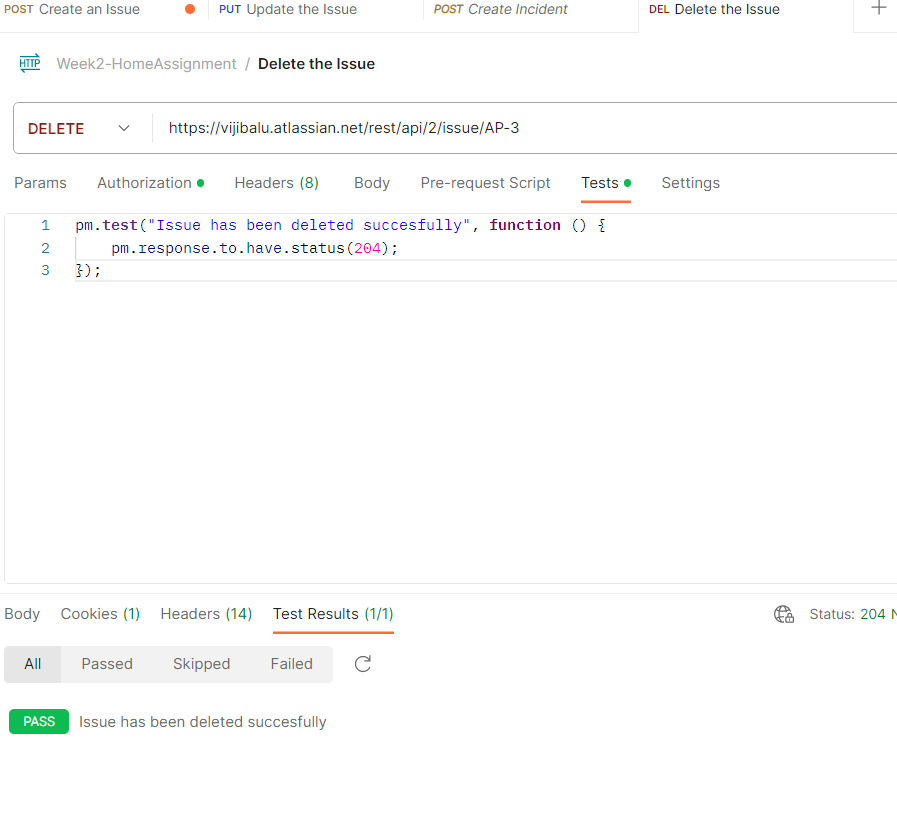 POST Create an Issue PUT Update the Issue POST Create Incident DEL Delete the Issue
HTTP Week2-HomeAssignment / Delete the Issue
DELETE https://vijibalu.atlassian.net/rest/api/2/issue/AP-3
Params Authorization Headers (8) Body Pre-request Script Tests Settings
1 pm.test("Issue has been deleted succesfully", function () {
2 pm.response.to.have.status(204);
3 });
Body Cookies (1) Headers (14) Test Results (1/1) Status: 204 N
All Passed Skipped Failed
PASS Issue has been deleted succesfully